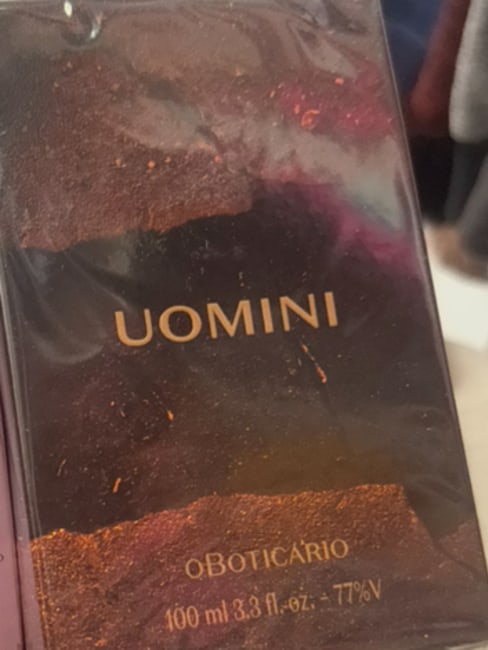 UOMINI
oBOTICÁRIO
100 ml 3.3 fl. oz. - 77%V